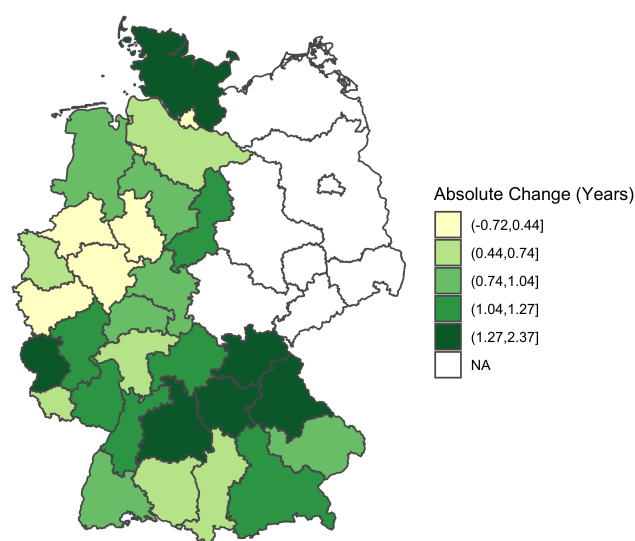 Absolute Change (Years)
(-0.72,0.44]
(0.44,0.74]
(0.74,1.04]
(1.04,1.27]
(1.27,2.37]
NA